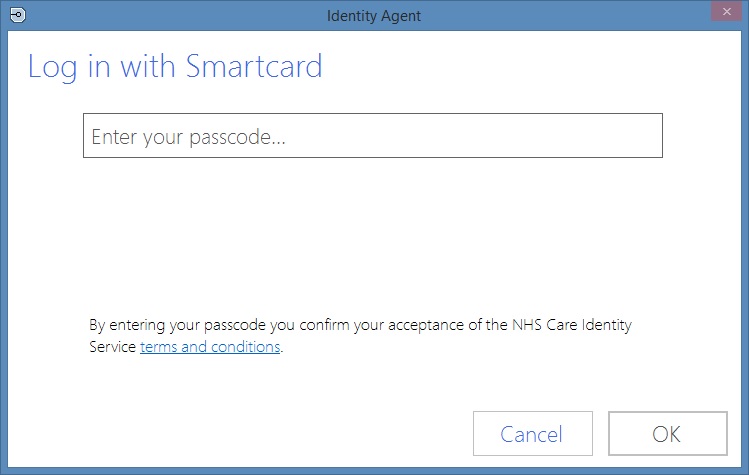 Identity Agent
Log in with Smartcard
Enter your passcode...
By entering your passcode you confirm your acceptance of the NHS Care Identity
Service terms and conditions.
Cancel
OK